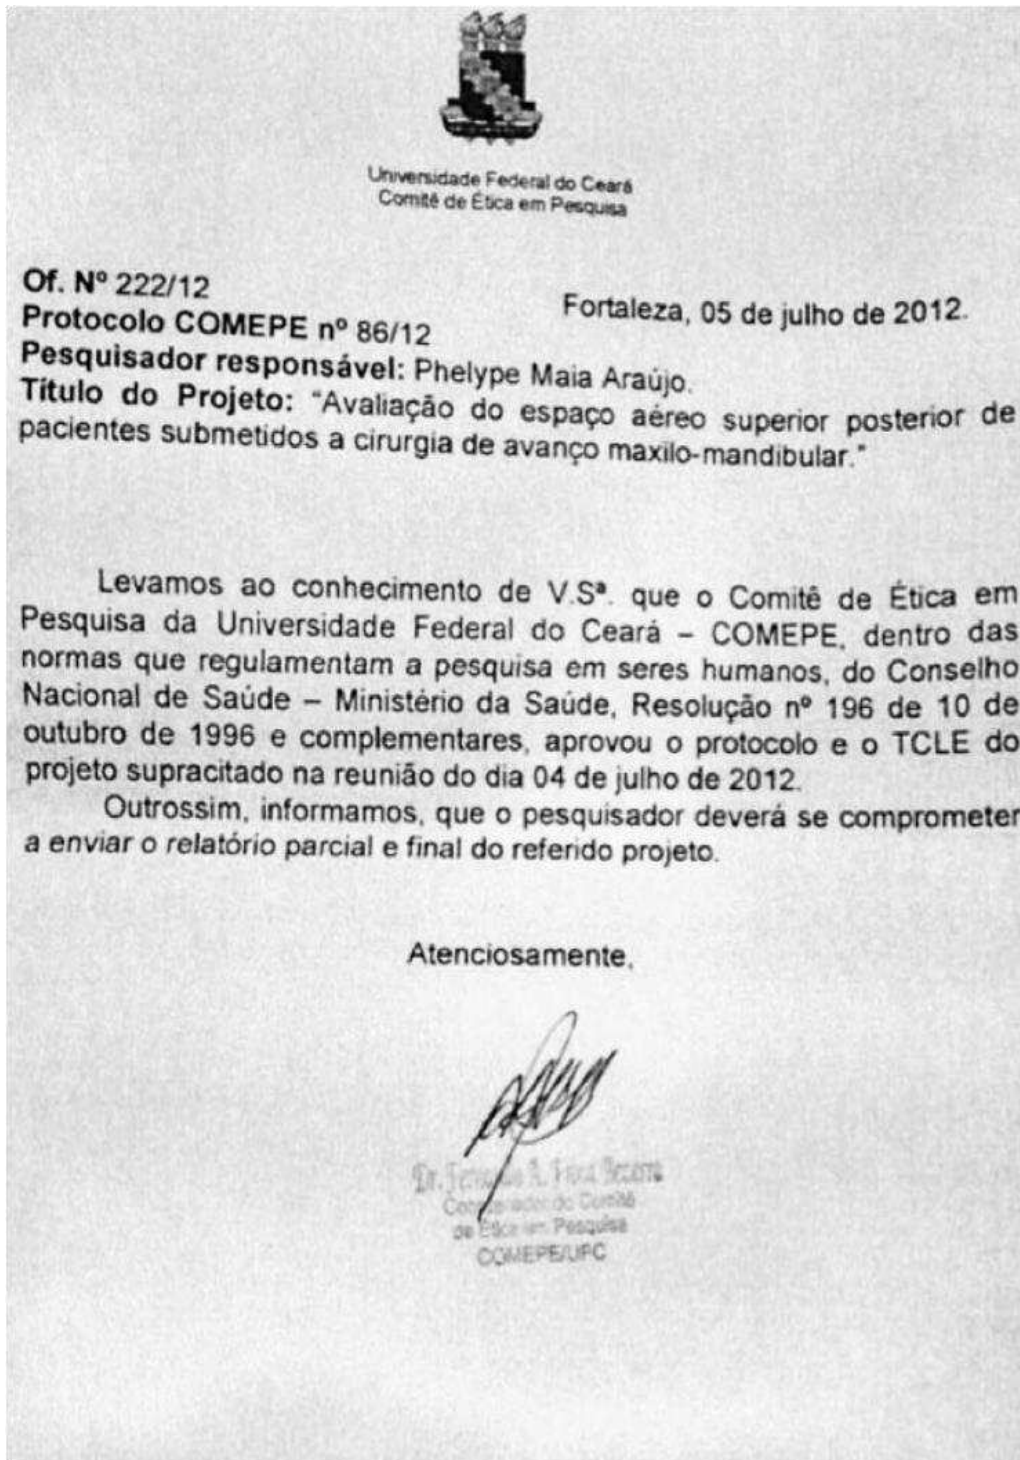 Universidade Federal do Ceará
Comitê de Ética em Pesquisa
Of. Nº 222/12
Fortaleza, 05 de julho de 2012.
Protocolo COMEPE nº 86/12
Pesquisador responsável: Phelype Maia Araújo.
Título do Projeto: “Avaliação do espaço aéreo superior posterior de
pacientes submetidos a cirurgia de avanço maxilo-mandibular.”
Levamos ao conhecimento de V.Sª. que o Comitê de Ética em
Pesquisa da Universidade Federal do Ceará – COMEPE, dentro das
normas que regulamentam a pesquisa em seres humanos, do Conselho
Nacional de Saúde – Ministério da Saúde, Resolução nº 196 de 10 de
outubro de 1996 e complementares, aprovou o protocolo e o TCLE do
projeto supracitado na reunião do dia 04 de julho de 2012.
Outrossim, informamos, que o pesquisador deverá se comprometer
a enviar o relatório parcial e final do referido projeto.
Atenciosamente,
Dr. A.
do Comitê
de Ética em Pesquisa
COMEPE/UFC